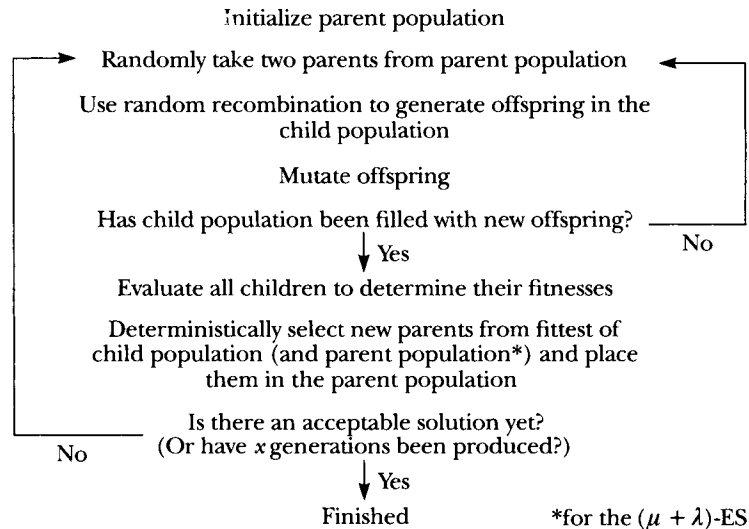 Initialize parent population
Randomly take two parents from parent population
Use random recombination to generate offspring in the
child population
Mutate offspring
Has child population been filled with new offspring?
No
Yes
Evaluate all children to determine their fitnesses
Deterministically select new parents from fittest of
child population (and parent population*) and place
them in the parent population
Is there an acceptable solution yet?
(Or have x generations been produced?)
No
Yes
Finished
*for the (μ + λ)-ES